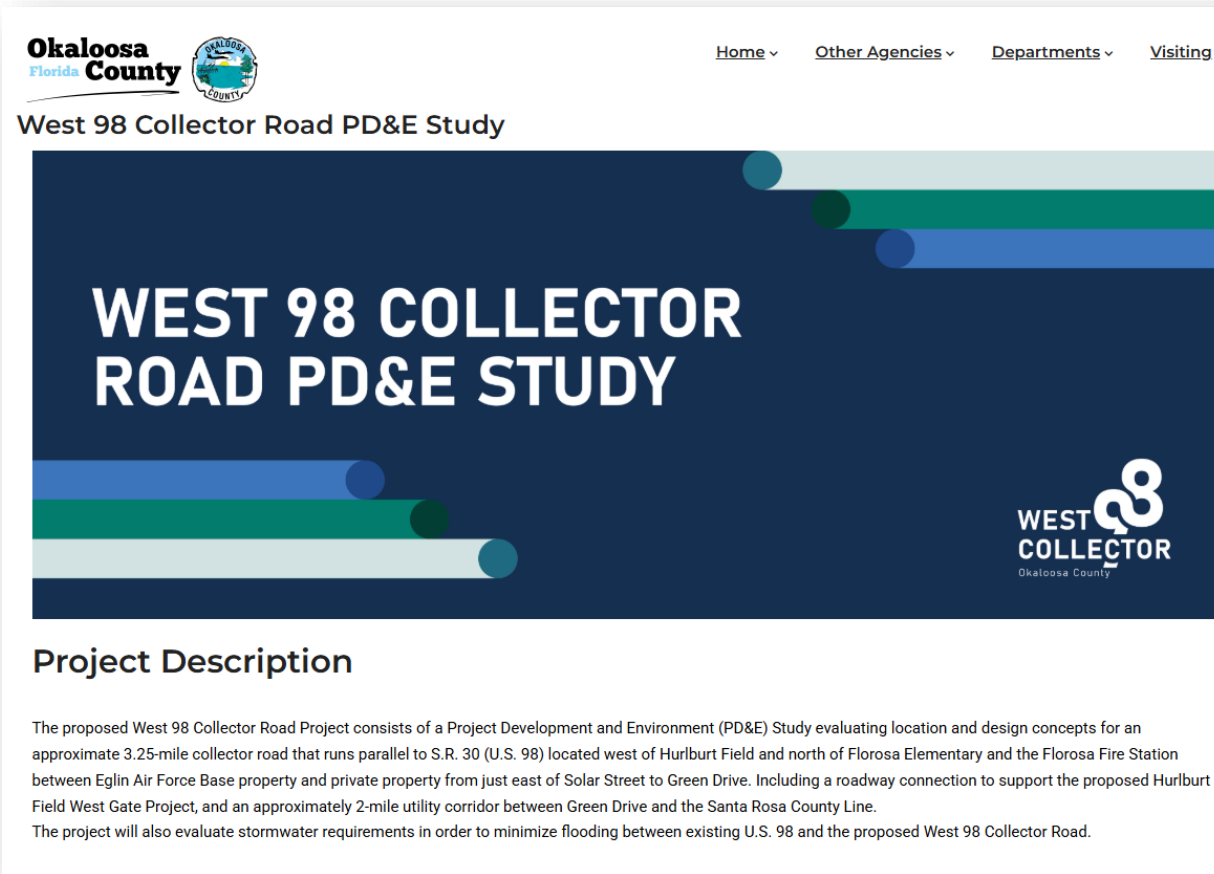 Okaloosa
Florida County
OKALOOSA
COUNTY
Home
Other Agencies
Departments
Visiting
West 98 Collector Road PD&E Study
WEST 98 COLLECTOR
ROAD PD&E STUDY
WEST 98
COLLECTOR
Okaloosa County
Project Description
The proposed West 98 Collector Road Project consists of a Project Development and Environment (PD&E) Study evaluating location and design concepts for an
approximate 3.25-mile collector road that runs parallel to S.R. 30 (U.S. 98) located west of Hurlburt Field and north of Florosa Elementary and the Florosa Fire Station
between Eglin Air Force Base property and private property from just east of Solar Street to Green Drive. Including a roadway connection to support the proposed Hurlburt
Field West Gate Project, and an approximately 2-mile utility corridor between Green Drive and the Santa Rosa County Line.
The project will also evaluate stormwater requirements in order to minimize flooding between existing U.S. 98 and the proposed West 98 Collector Road.